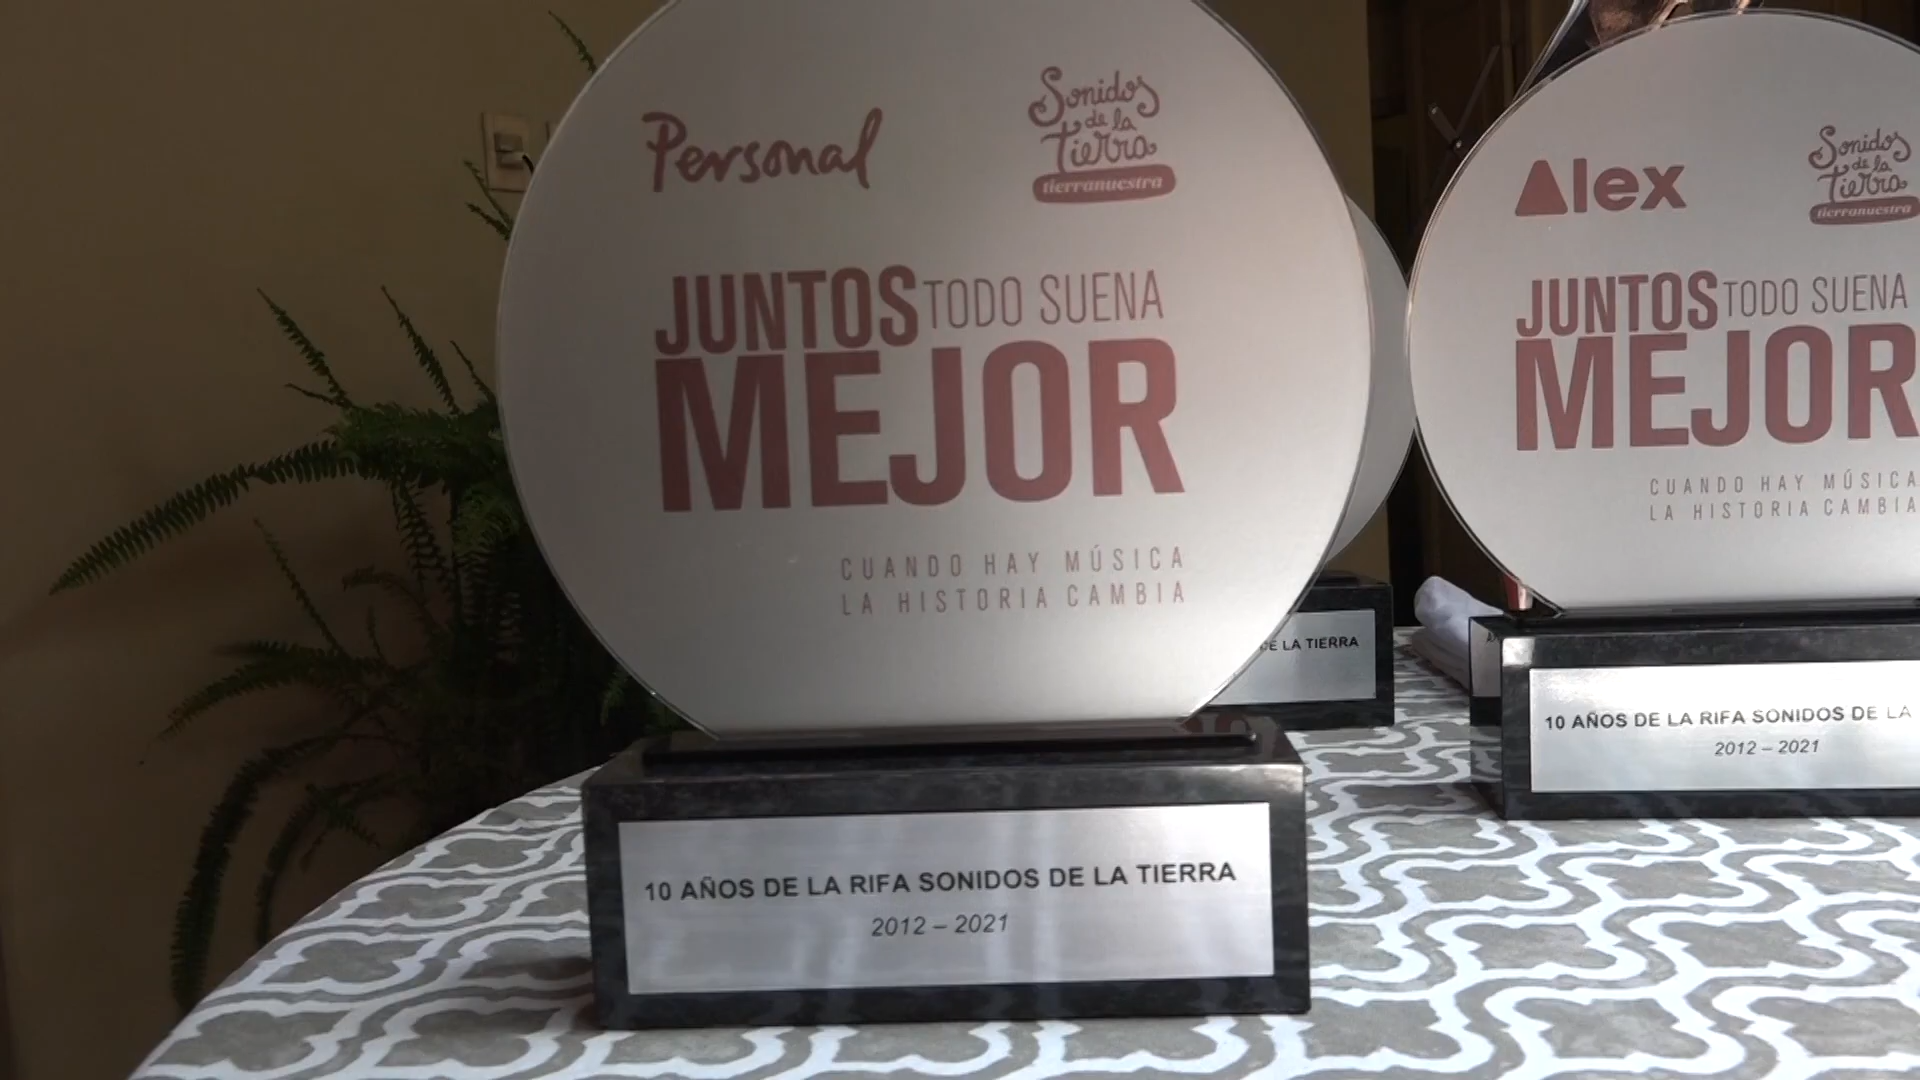 Personal
Sonidos
de la
Tierra
tierranuestra
JUNTOS TODO SUENA
MEJOR
CUANDO HAY MÚSICA
LA HISTORIA CAMBIA
10 AÑOS DE LA RIFA SONIDOS DE LA TIERRA
2012 – 2021
DE LA TIERRA
Alex
Sonidos
de la
Tierra
tierranuestra
JUNTOS TODO SUENA
MEJOR
CUANDO HAY MÚSICA
LA HISTORIA CAMBIA
10 AÑOS DE LA RIFA SONIDOS DE LA
2012 – 2021